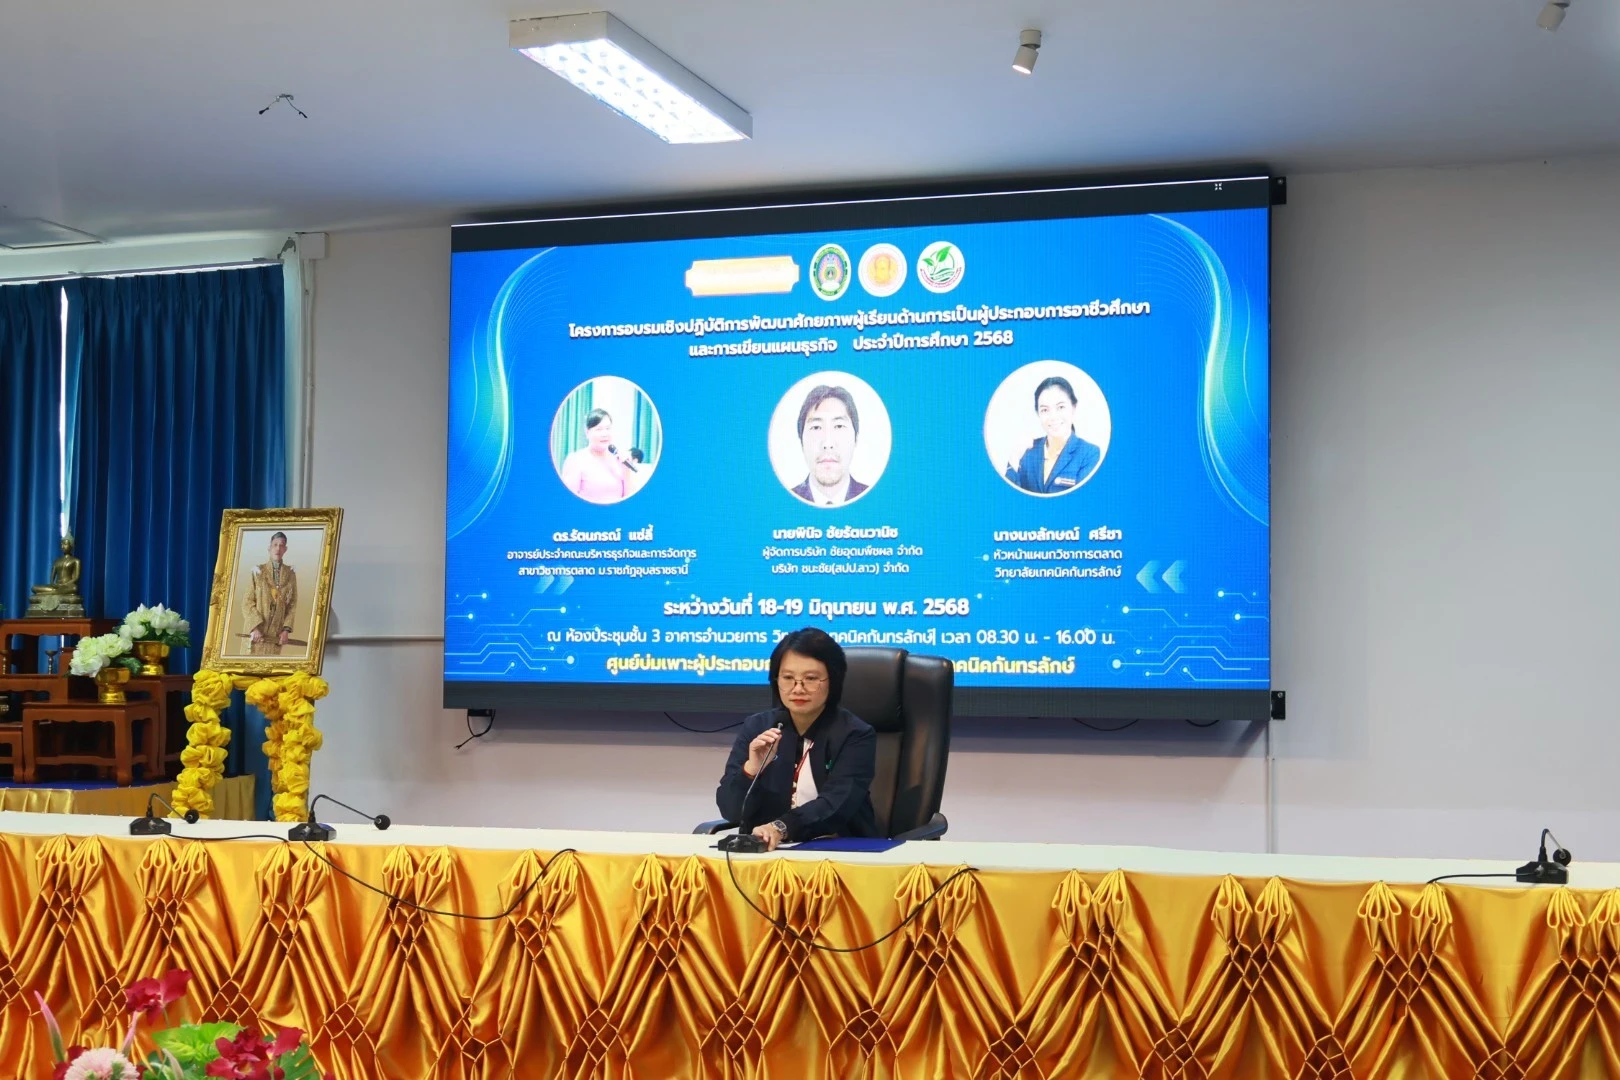 โครงการอบรมเชิงปฏิบัติการพัฒนาศักยภาพผู้เรียนด้านการเป็นผู้ประกอบการอาชีวศึกษา
และการเขียนแผนธุรกิจ ประจำปีการศึกษา 2568
ดร.รัตนภรณ์ แซ่ลี้
อาจารย์ประจำคณะบริหารธุรกิจและการจัดการ
สาขาวิชาการตลาด ม.ราชภัฏอุบลราชธานี
นายพินิจ ชัยรัตนวานิช
ผู้จัดการบริษัท ชัยอุดมพืชผล จำกัด
บริษัท ชนะชัย(สปป.ลาว) จำกัด
นางนงลักษณ์ ศรีชา
หัวหน้าแผนกวิชาการตลาด
วิทยาลัยเทคนิคกันทรลักษ์
ระหว่างวันที่ 18-19 มิถุนายน พ.ศ. 2568
ณ ห้องประชุมชั้น 3 อาคารอำนวยการ วิท คนิคกันทรลักษ์| เวลา 08.30 น. - 16.00 น.
ศูนย์บ่มเพาะผู้ประกอบ คนิคกันทรลักษ์